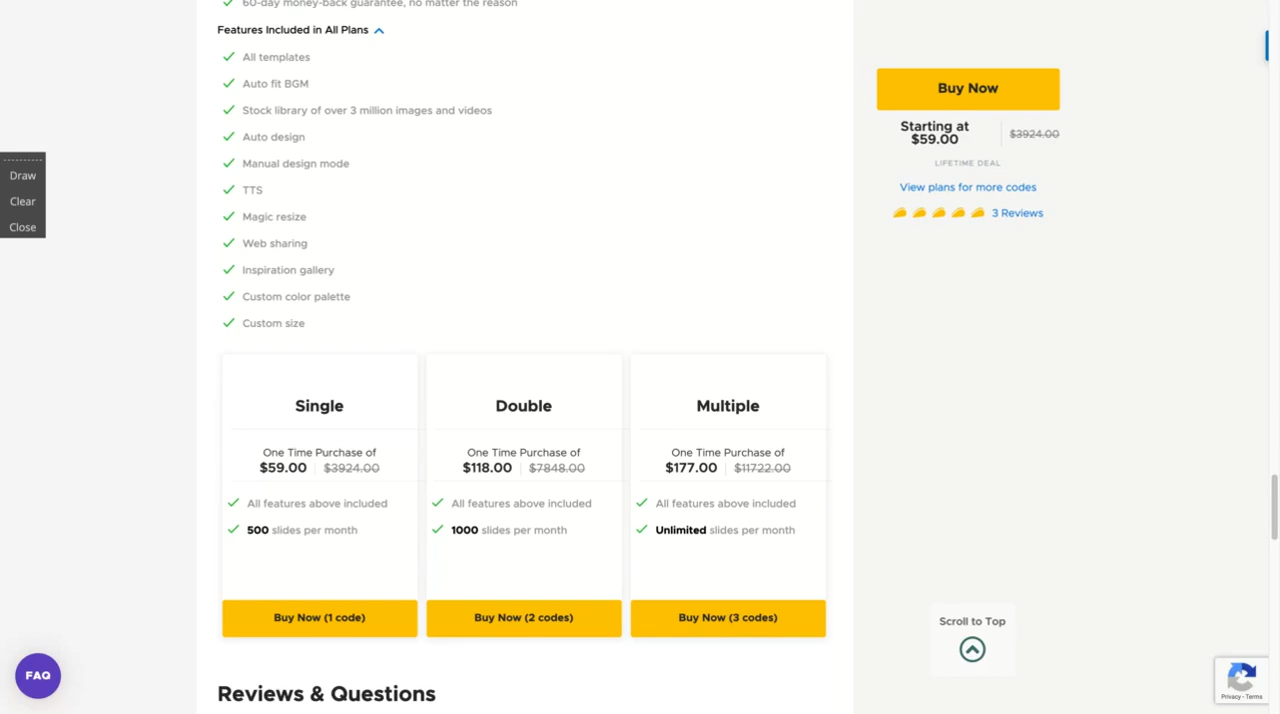 60-day money-back guarantee, no matter the reason
Features Included in All Plans
All templates
Auto fit BGM
Stock library of over 3 million images and videos
Auto design
Manual design mode
TTS
Magic resize
Web sharing
Inspiration gallery
Custom color palette
Custom size
Draw
Clear
Close
Buy Now
Starting at
$59.00
$3924.00
LIFETIME DEAL
View plans for more codes
3 Reviews
Single
One Time Purchase of
$59.00 $3924.00
All features above included
500 slides per month
Buy Now (1 code)
Double
One Time Purchase of
$118.00 $7848.00
All features above included
1000 slides per month
Buy Now (2 codes)
Multiple
One Time Purchase of
$177.00 $11722.00
All features above included
Unlimited slides per month
Buy Now (3 codes)
Scroll to Top
FAQ
Reviews & Questions
Privacy - Terms